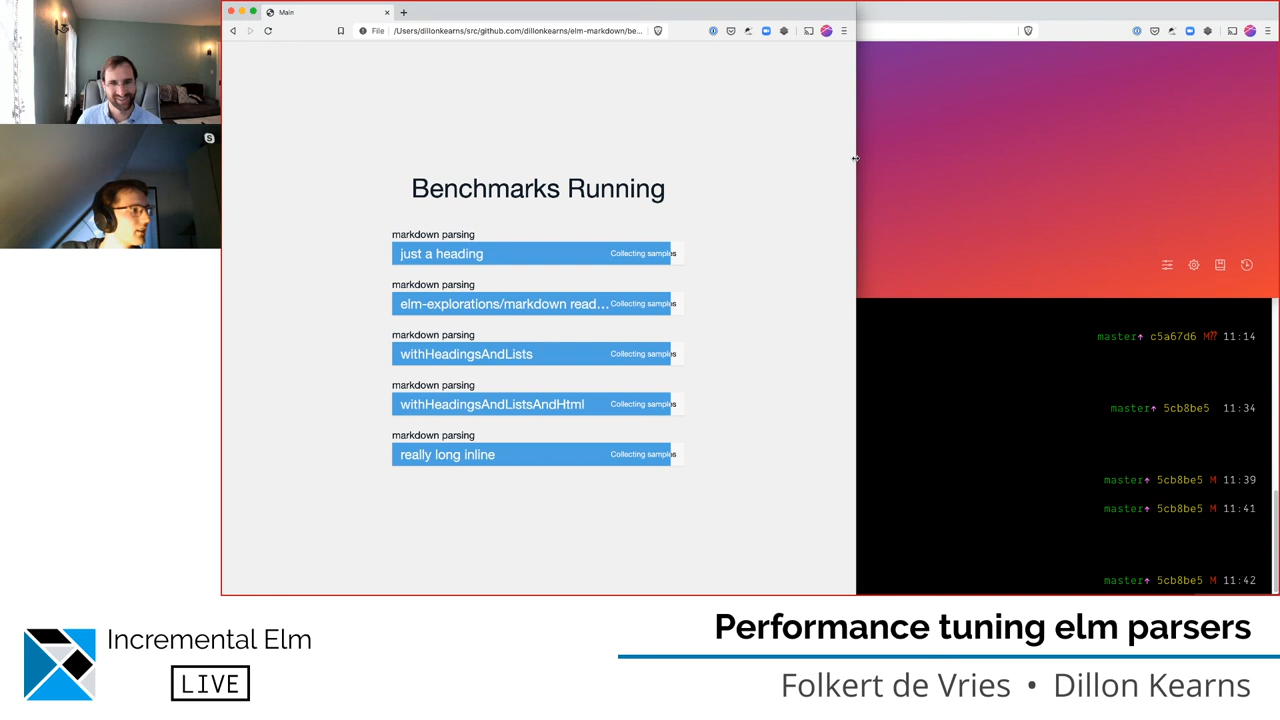 Main
File
/Users/dillonkearns/src/github.com/dillonkearns/elm-markdown/be...
Benchmarks Running
markdown parsing
just a heading
Collecting samples
markdown parsing
elm-explorations/markdown read...
Collecting samples
markdown parsing
withHeadingsAndLists
Collecting samples
markdown parsing
withHeadingsAndListsAndHtml
Collecting samples
markdown parsing
really long inline
Collecting samples
master↑ c5a67d6 M?? 11:14
master↑ 5cb8be5 11:34
master↑ 5cb8be5 M 11:39
master↑ 5cb8be5 M 11:41
master↑ 5cb8be5 M 11:42
Incremental Elm
LIVE
Performance tuning elm parsers
Folkert de Vries • Dillon Kearns